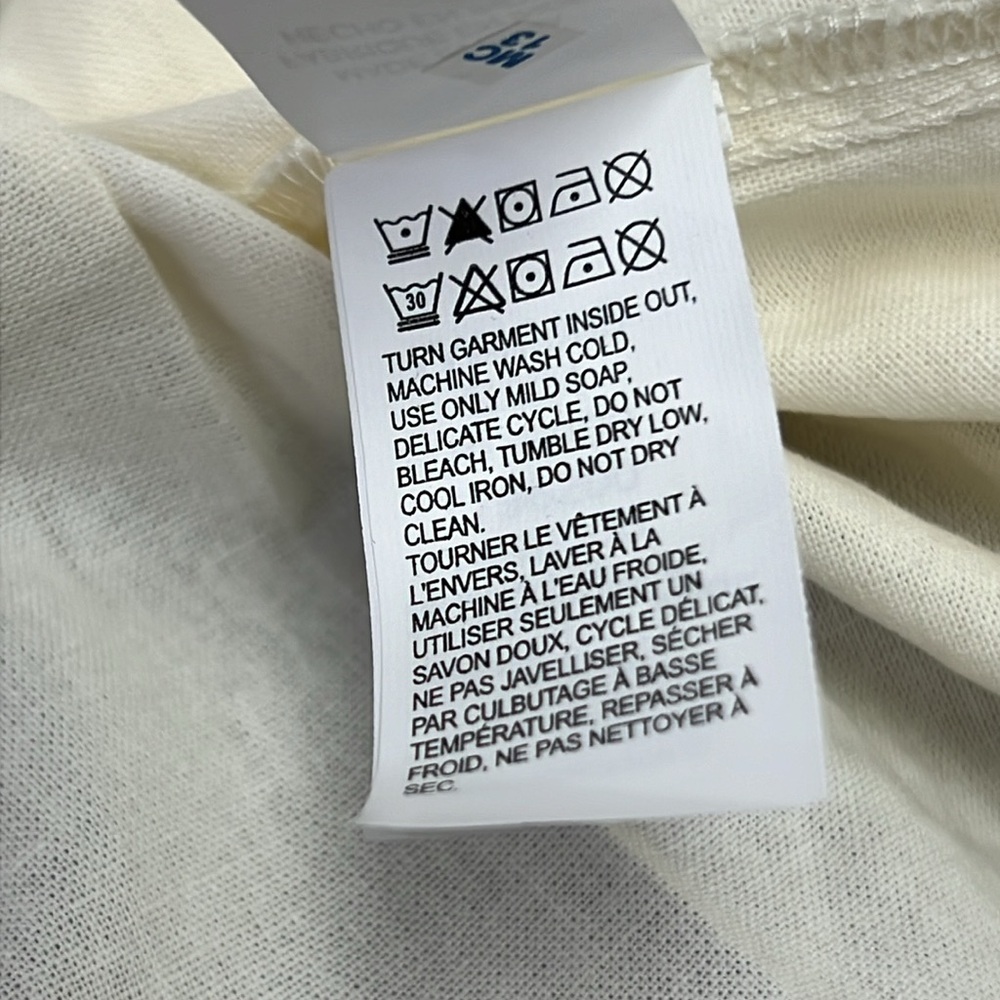 MC
13
30
TURN GARMENT INSIDE OUT,
MACHINE WASH COLD,
USE ONLY MILD SOAP,
DELICATE CYCLE, DO NOT
BLEACH, TUMBLE DRY LOW,
COOL IRON, DO NOT DRY
CLEAN.
TOURNER LE VÊTEMENT À
L'ENVERS, LAVER À LA
MACHINE À L'EAU FROIDE,
UTILISER SEULEMENT UN
SAVON DOUX, CYCLE DÉLICAT,
NE PAS JAVELLISER, SÉCHER
PAR CULBUTAGE À BASSE
TEMPÉRATURE, REPASSER À
FROID, NE PAS NETTOYER À
SEC.